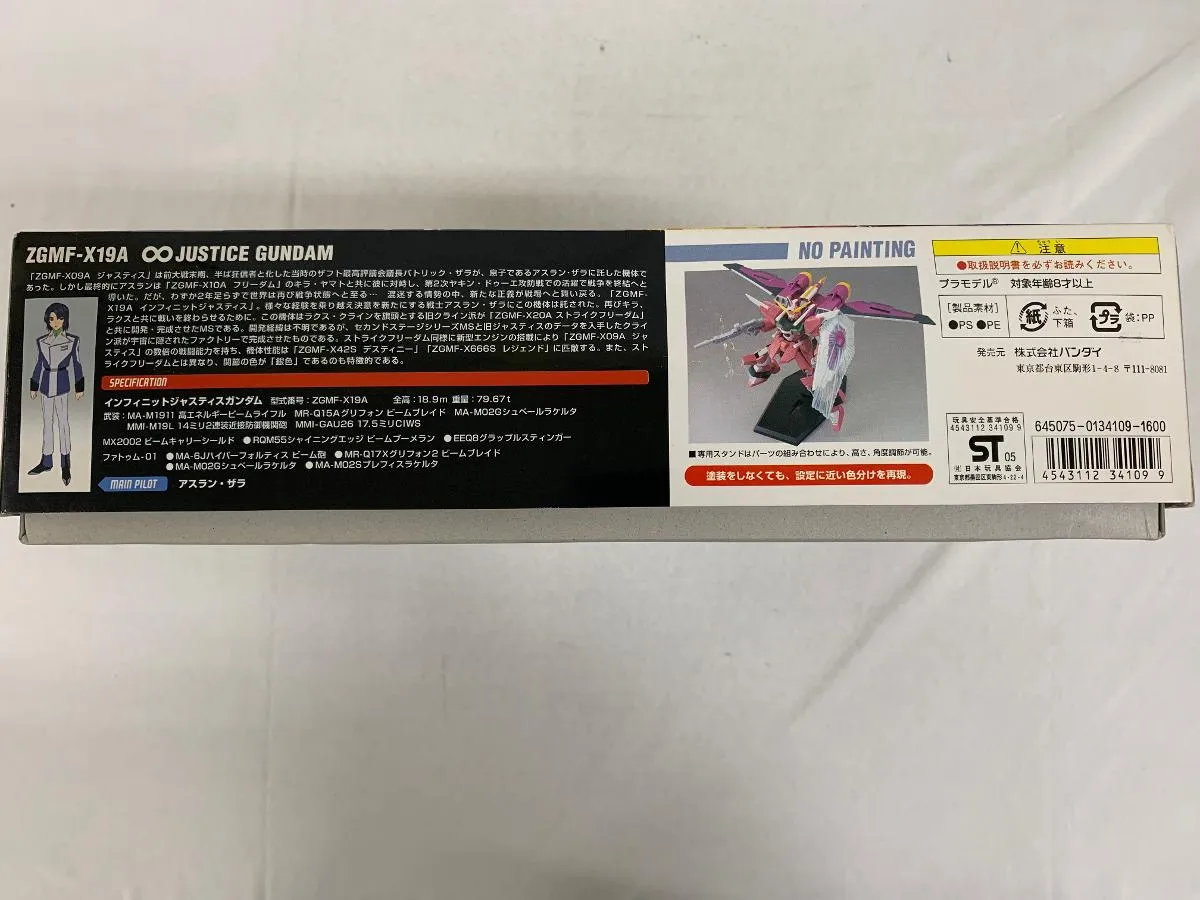 ZGMF-X19A ∞ JUSTICE GUNDAM
「ZGMF-X09A ジャスティス」は前大戦末期、半ば狂信者と化した当時のザフト最高評議会議長パトリック・ザラが、息子であるアスラン・ザラに託した機体で
あった。しかし最終的にアスランは「ZGMF-X10A フリーダム」のキラ・ヤマトと共に彼に対峙し、第2次ヤキン・ドゥーエ攻防戦での活躍で戦争を終結へと
導いた。だが、わずか2年足らずで世界は再び戦争状態へと至る… 混迷する情勢の中、新たな正義が戦場へと舞い戻る。「ZGMF-
X19A インフィニットジャスティス」。様々な経験を乗り越え決意を新たにする戦士アスラン・ザラにこの機体は託された。再びキラ、
ラクスと共に戦いを終わらせるために。この機体はラクス・クラインを旗頭とする旧クライン派が「ZGMF-X20A ストライクフリーダム」
と共に開発・完成させたMSである。開発経緯は不明であるが、セカンドステージシリーズMSと旧ジャスティスのデータを入手したクライ
ン派が宇宙に隠されたファクトリーで完成させたものである。ストライクフリーダム同様に新型エンジンの搭載により「ZGMF-X09A ジャ
スティス」の数倍の戦闘能力を持ち、機体性能は「ZGMF-X42S デスティニー」「ZGMF-X666S レジェンド」に匹敵する。また、スト
ライクフリーダムとは異なり、関節の色が「銀色」であるのも特徴的である。
SPECIFICATION
インフィニットジャスティスガンダム 型式番号:ZGMF-X19A 全高:18.9m 重量:79.67t
武装:MA-M1911 高エネルギービームライフル MR-Q15Aグリフォン ビームブレイド MA-M02Gシュペールラケルタ
MMI-M19L 14ミリ2連装近接防御機関砲 MMI-GAU26 17.5ミリCIWS
MX2002 ビームキャリーシールド ●RQM55シャイニングエッジ ビームブーメラン ●EEQ8グラップルスティンガー
ファトゥム-01 ●MA-6Jハイパーフォルティス ビーム砲 ●MR-Q17Xグリフォン2 ビームブレイド
●MA-M02Gシュペールラケルタ ●MA-M02Sブレフィスラケルタ
MAIN PILOT アスラン・ザラ
NO PAINTING
■専用スタンドはパーツの組み合わせにより、高さ、角度調節が可能。
塗装をしなくても、設定に近い色分けを再現。
ちゅうい
注意
●取扱説明書を必ずお読みください。
プラモデル® 対象年齢8才以上
[製品素材]
●PS ●PE
紙 ふた、
下箱
プラ 袋:PP
発売元 株式会社バンダイ
東京都台東区駒形1-4-8 〒111-8081
玩具安全基準合格
4543112 34109 9
ST 05
(社)日本玩具協会
東京都墨田区東駒形4-22-4
645075-0134109-1600
4543112 34109 9